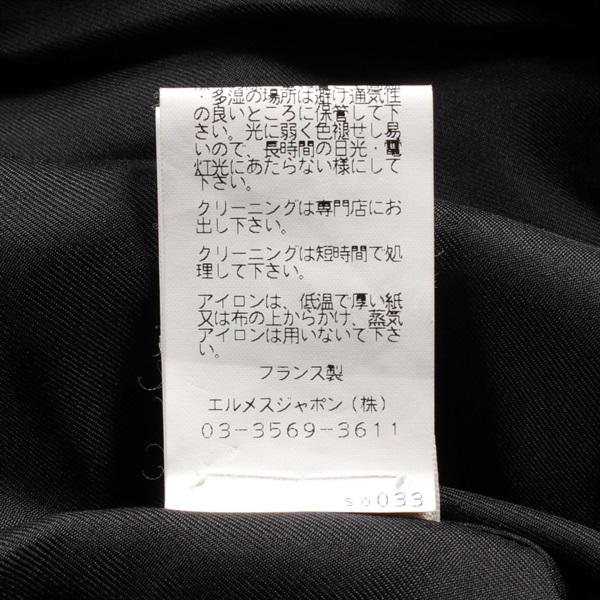 ・多湿の場所は避け通気性
の良いところに保管して下
さい。光に弱く色褪せし易
いので、長時間の日光・電
灯光にあたらない様にして
下さい。
クリーニングは専門店にお
出し下さい。
クリーニングは短時間で処
理して下さい。
アイロンは、低温で厚い紙
又は布の上からかけ、蒸気
アイロンは用いないで下さ
い。
フランス製
エルメスジャポン(株)
03-3569-3611
so033